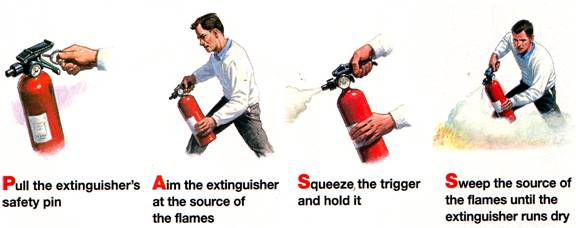 Pull the extinguisher's
safety pin
Aim the extinguisher
at the source of
the flames
Squeeze the trigger
and hold it
Sweep the source of
the flames until the
extinguisher runs dry